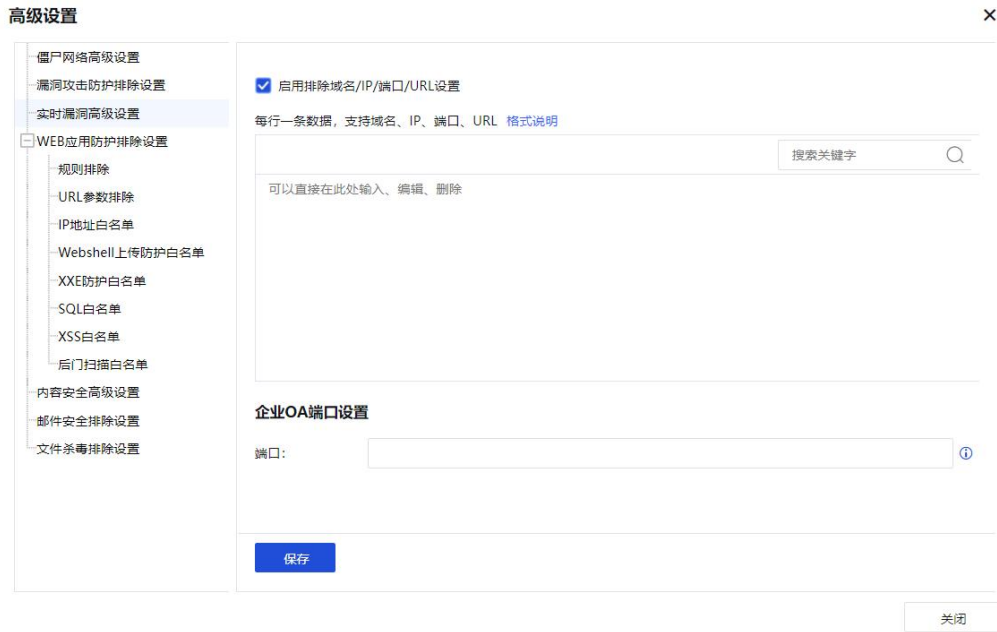 高级设置
僵尸网络高级设置
漏洞攻击防护排除设置
实时漏洞高级设置
WEB应用防护排除设置
规则排除
URL参数排除
IP地址白名单
Webshell上传防护白名单
XXE防护白名单
SQL白名单
XSS白名单
后门扫描白名单
内容安全高级设置
邮件安全排除设置
文件杀毒排除设置
启用排除域名/IP/端口/URL设置
每行一条数据，支持域名、IP、端口、URL 格式说明
搜索关键字
可以直接在此处输入、编辑、删除
企业OA端口设置
端口：
保存
关闭